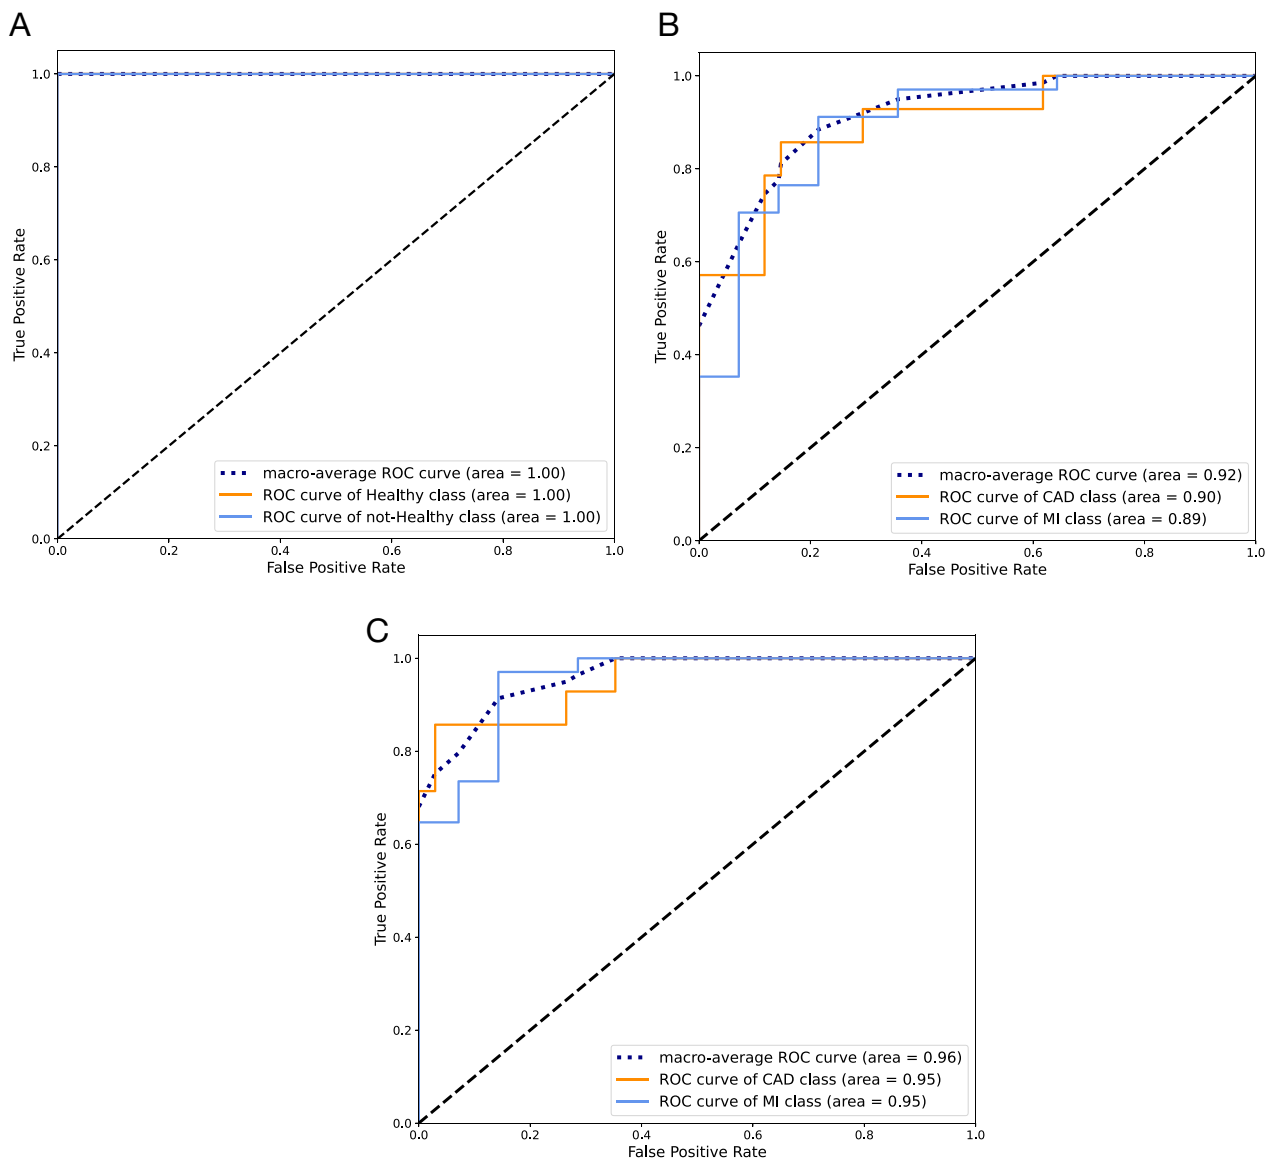 A
1.0
0.8
0.6
0.4
0.2
0.0
True Positive Rate
macro-average ROC curve (area = 1.00)
ROC curve of Healthy class (area = 1.00)
ROC curve of not-Healthy class (area = 1.00)
0.0 0.2 0.4 0.6 0.8 1.0
False Positive Rate
B
1.0
0.8
0.6
0.4
0.2
0.0
True Positive Rate
macro-average ROC curve (area = 0.92)
ROC curve of CAD class (area = 0.90)
ROC curve of MI class (area = 0.89)
0.0 0.2 0.4 0.6 0.8 1.0
False Positive Rate
C
1.0
0.8
0.6
0.4
0.2
0.0
True Positive Rate
macro-average ROC curve (area = 0.96)
ROC curve of CAD class (area = 0.95)
ROC curve of MI class (area = 0.95)
0.0 0.2 0.4 0.6 0.8 1.0
False Positive Rate